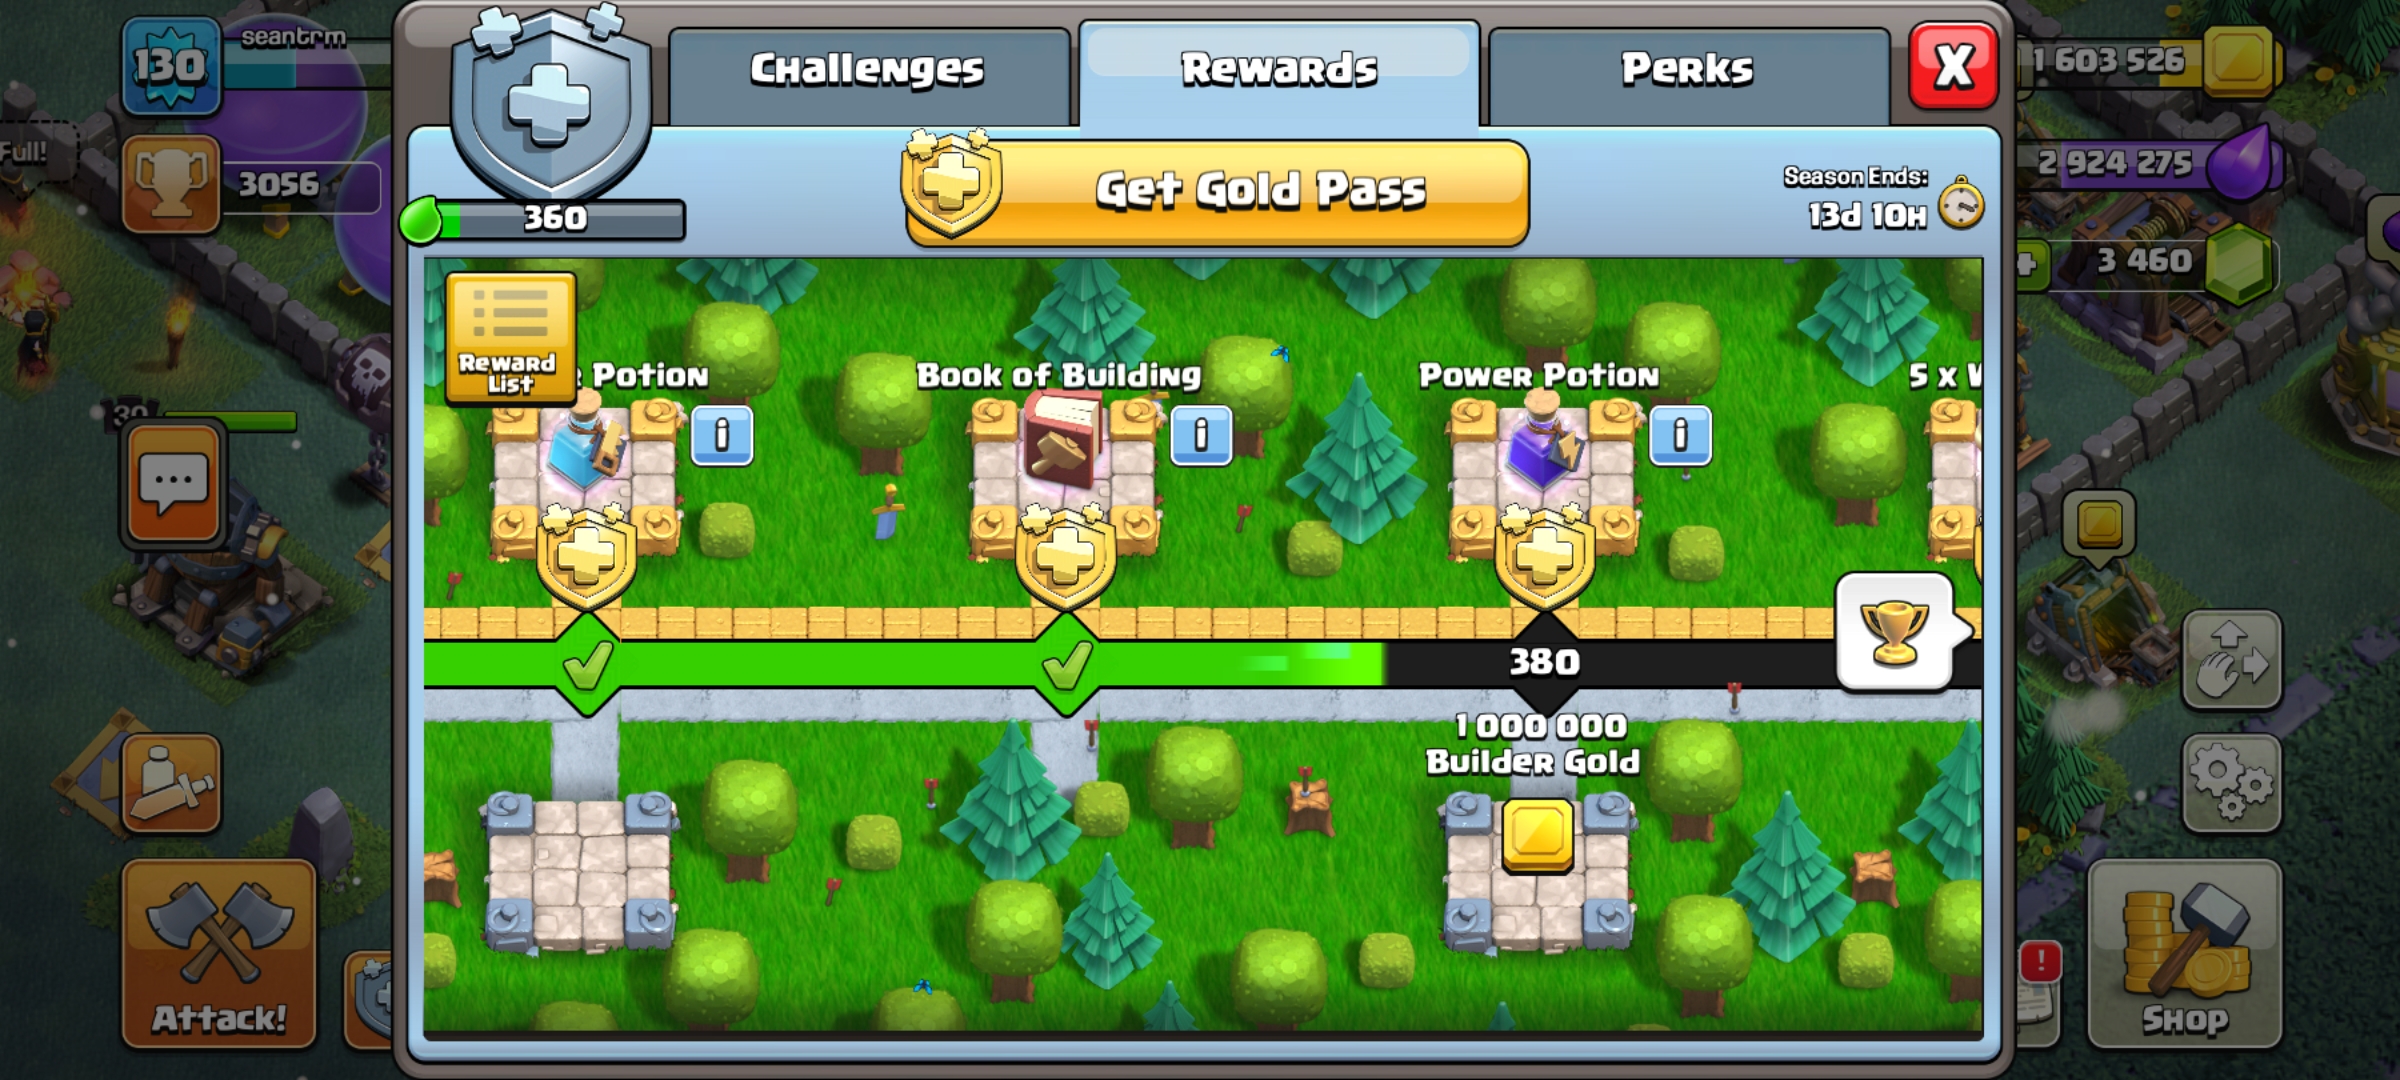 130
seantrm
Challenges
Rewards
Perks
X
1 603 526
Full!
3056
360
Get Gold Pass
Season Ends:
13d 10h
2 924 275
3 460
Reward
List
Potion
Book of Building
Power Potion
5 x
i
i
i
380
1 000 000
Builder Gold
Attack!
!
Shop